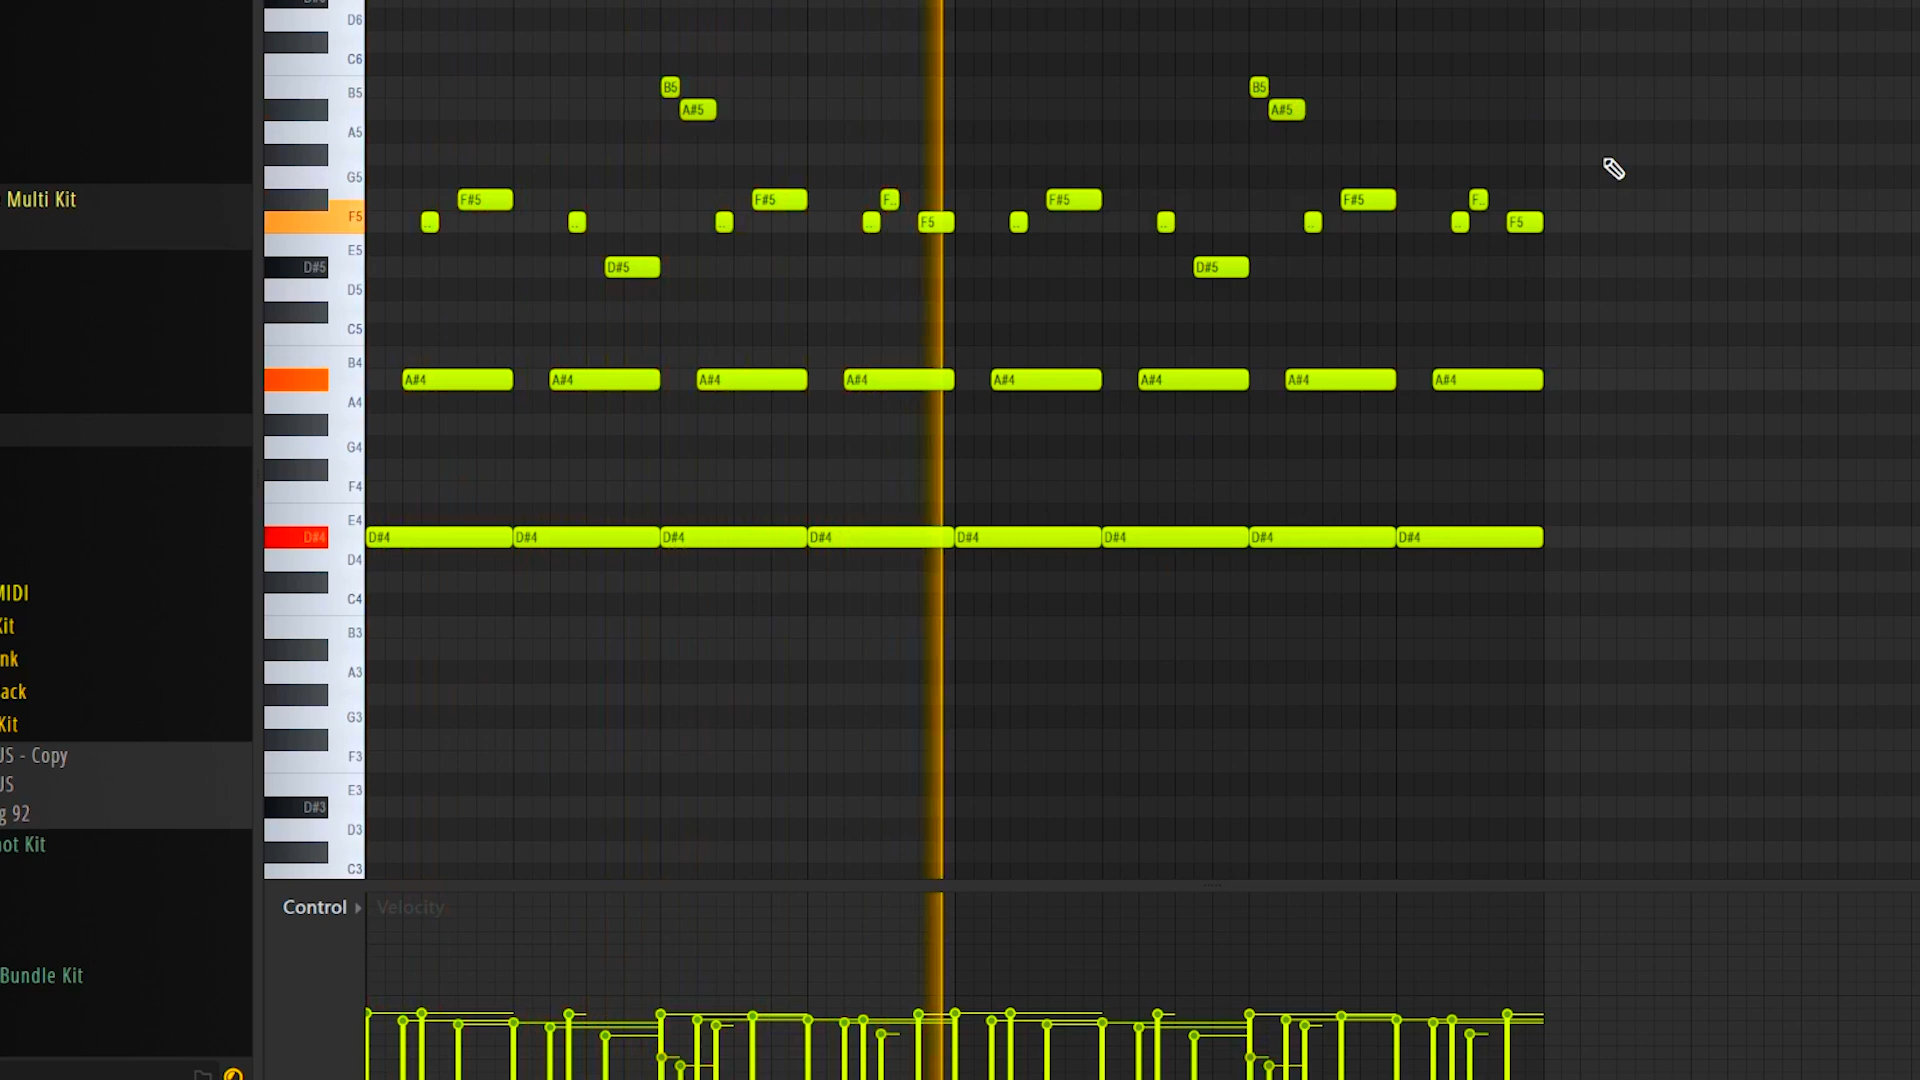 D6
C6
B5
A5
G5
F5
E5
D#5
D5
C5
B4
A4
G4
F4
E4
D#4
D4
C4
B3
A3
G3
F3
E3
D#3
D3
C3
B5 B5
A#5 A#5
F#5 F#5 F.. F#5 F#5 F..
.. .. .. .. F5 .. .. .. .. F5
D#5 D#5
A#4 A#4 A#4 A#4 A#4 A#4 A#4 A#4
D#4 D#4 D#4 D#4 D#4 D#4 D#4 D#4
Multi Kit
MIDI
Kit
nk
ack
Kit
JS - Copy
JS
g 92
not Kit
Bundle Kit
Control Velocity